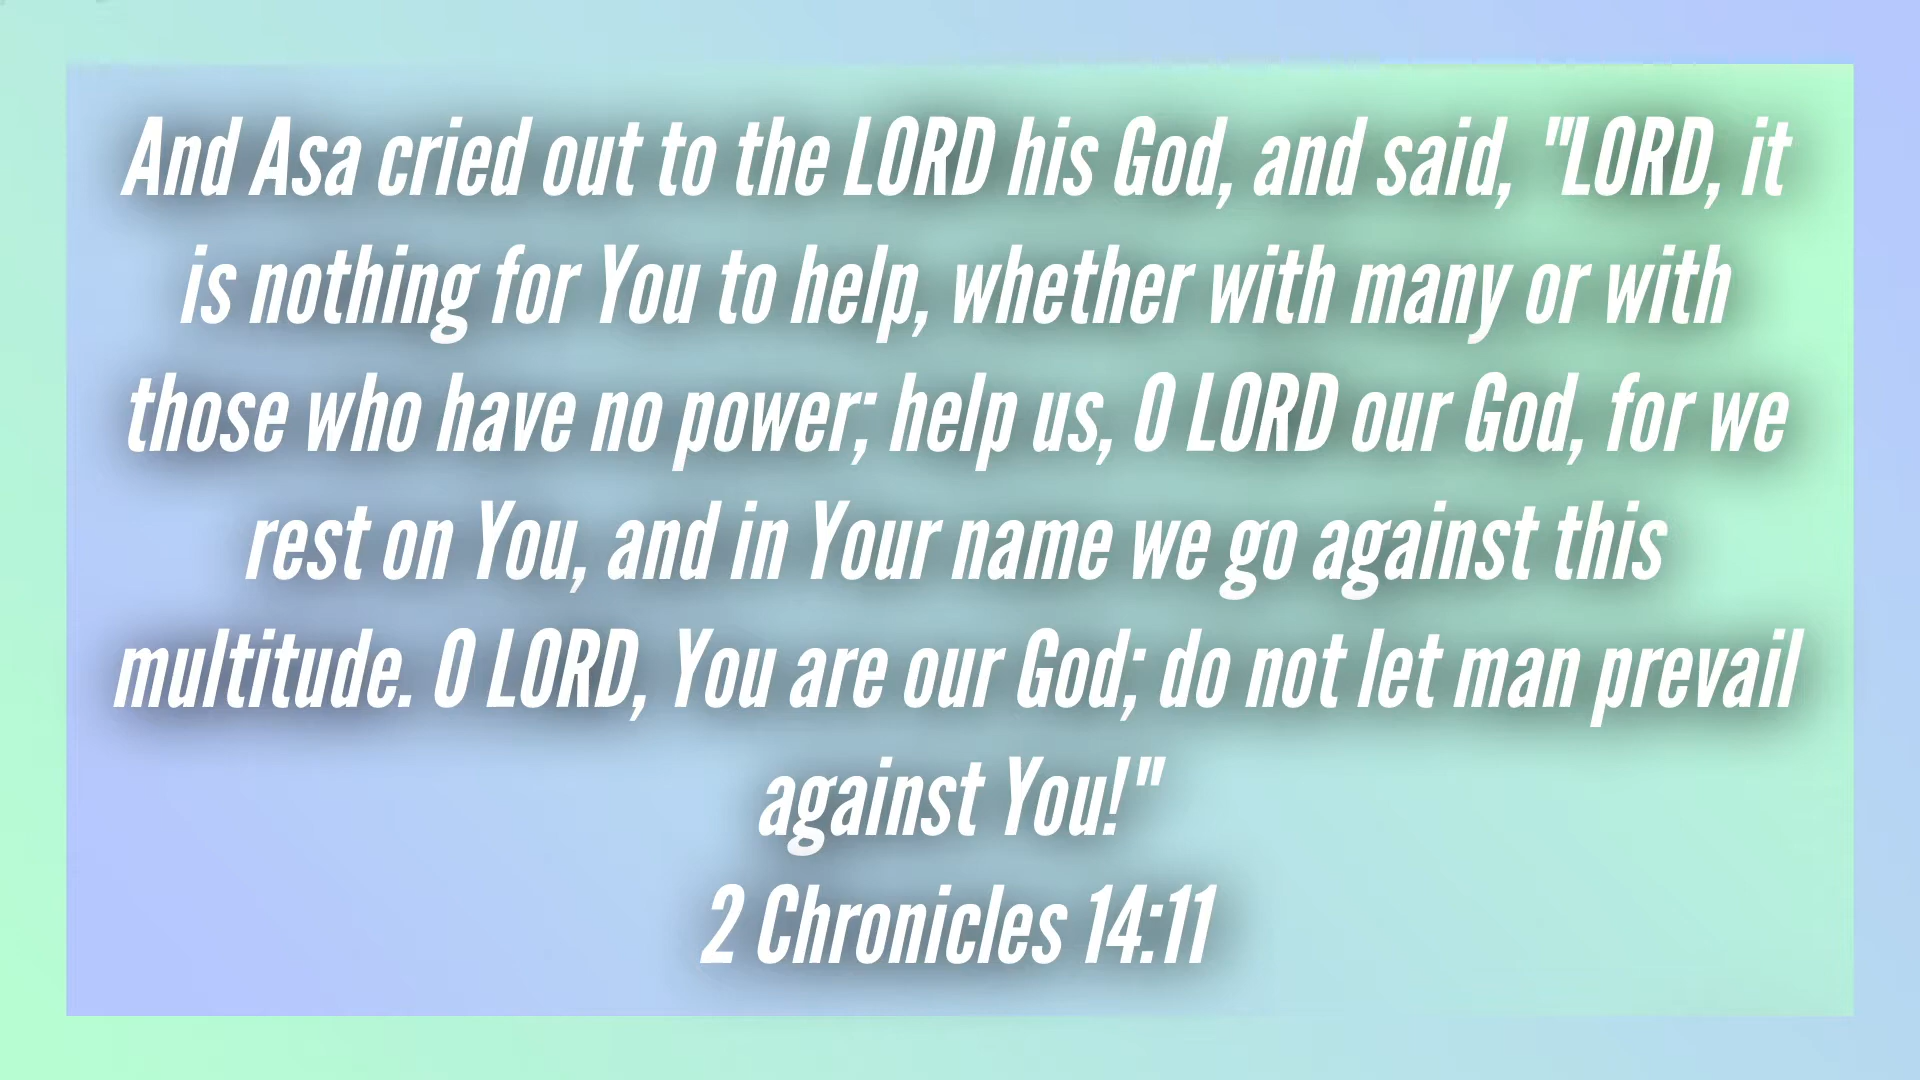 And Asa cried out to the LORD his God, and said, "LORD, it
is nothing for You to help, whether with many or with
those who have no power; help us, O LORD our God, for we
rest on You, and in Your name we go against this
multitude. O LORD, You are our God; do not let man prevail
against You!"
2 Chronicles 14:11